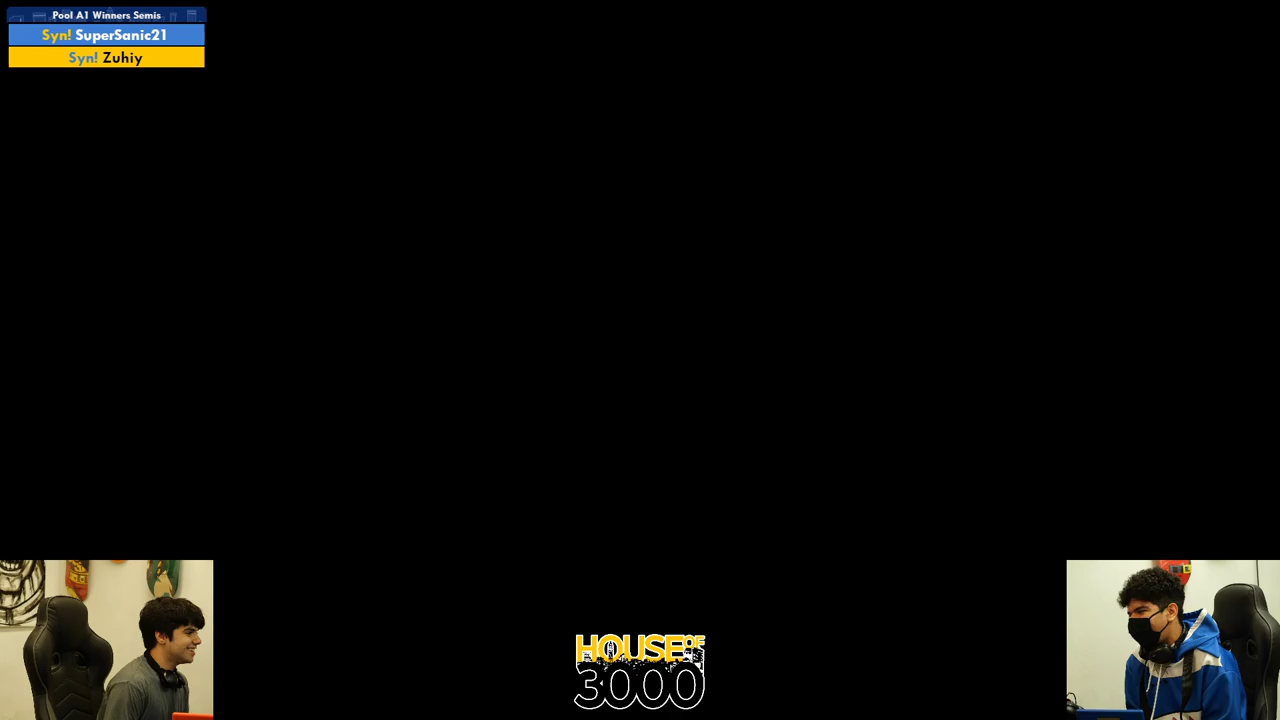 Pool A1 Winners Semis
Syn! SuperSanic21
Syn! Zuhiy
HOUSE OF
3000